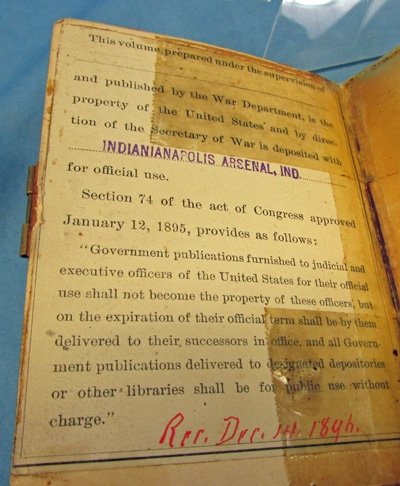 This volume, prepared under the supervision of
and published by the War Department, is the
property of the United States and by direc-
tion of the Secretary of War is deposited with
INDIANIANAPOLIS ARSENAL, IND.
for official use.
Section 74 of the act of Congress approved
January 12, 1895, provides as follows:
"Government publications furnished to judicial and
executive officers of the United States for their official
use shall not become the property of these officers, but
on the expiration of their official term shall be by them
delivered to their successors in office, and all Govern-
ment publications delivered to designated depositories
or other libraries shall be for public use without
charge."
Rec. Dec. 14. 1896.